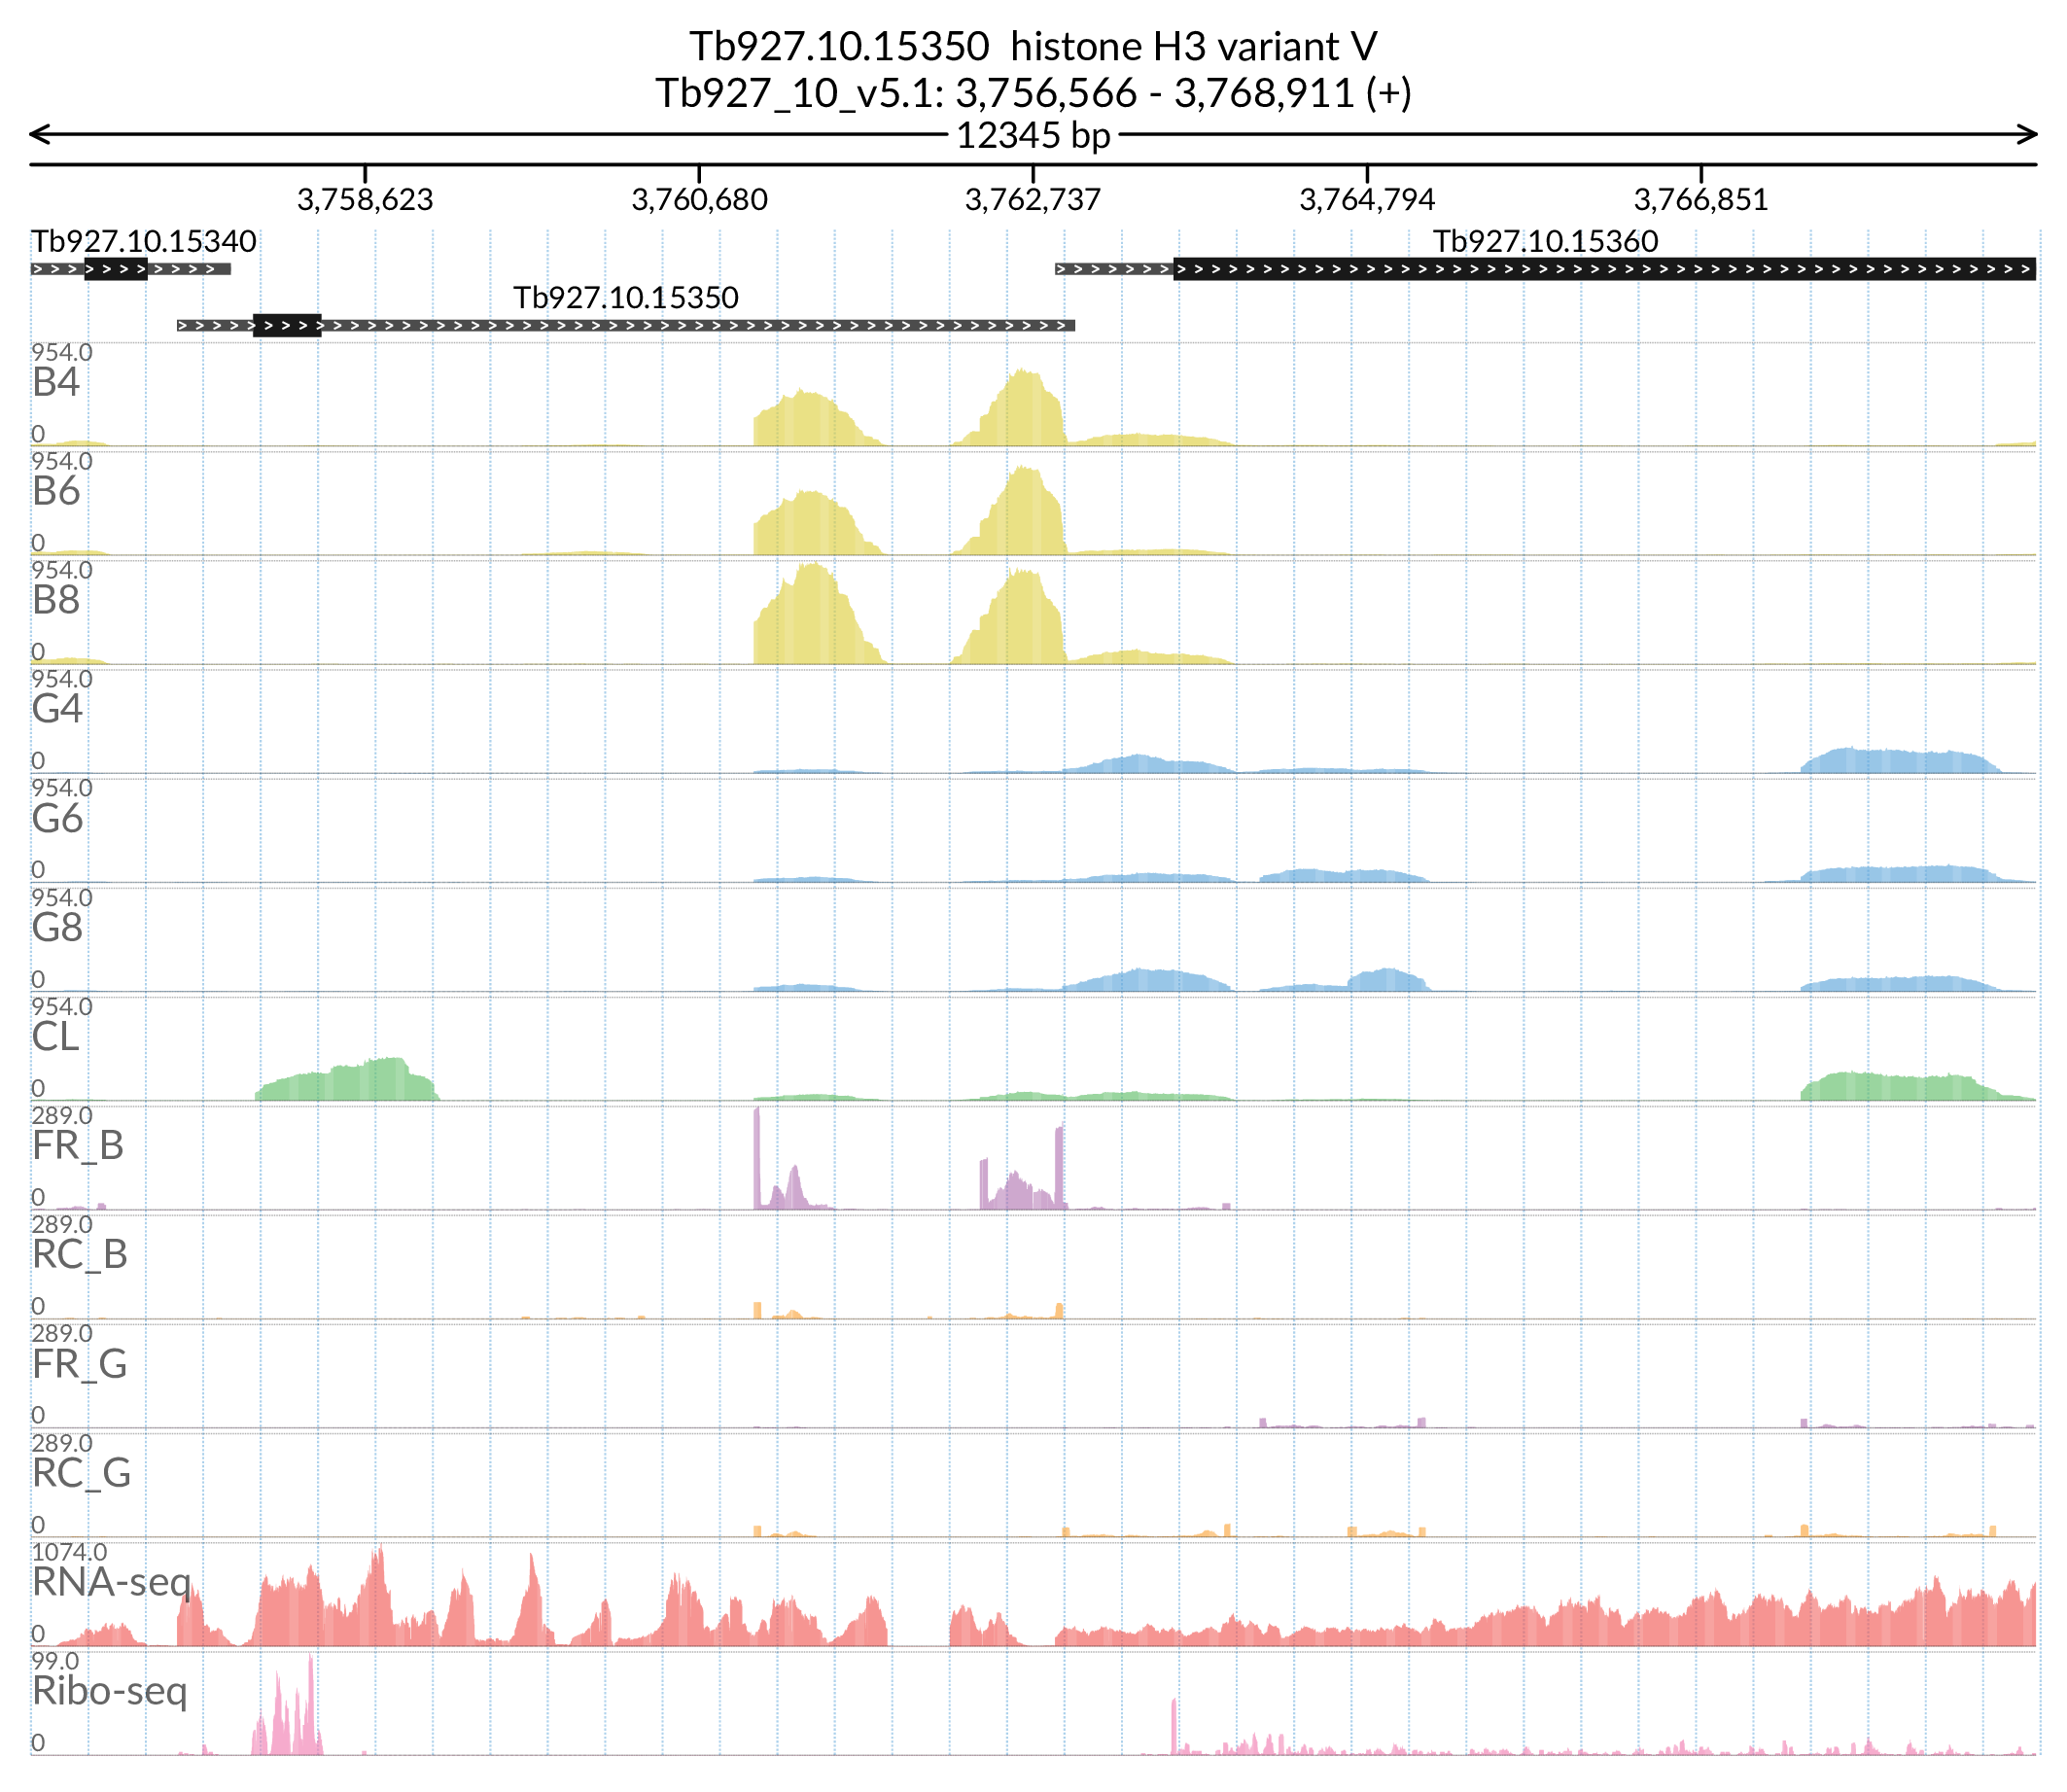 Tb927.10.15350  histone H3 variant V
Tb927_10_v5.1: 3,756,566 - 3,768,911 (+)
12345 bp
3,758,623 3,760,680 3,762,737 3,764,794 3,766,851
Tb927.10.15340 Tb927.10.15360
Tb927.10.15350
954.0
B4
0
954.0
B6
0
954.0
B8
0
954.0
G4
0
954.0
G6
0
954.0
G8
0
954.0
CL
0
289.0
FR_B
0
289.0
RC_B
0
289.0
FR_G
0
289.0
RC_G
0
1074.0
RNA-seq
0
99.0
Ribo-seq
0